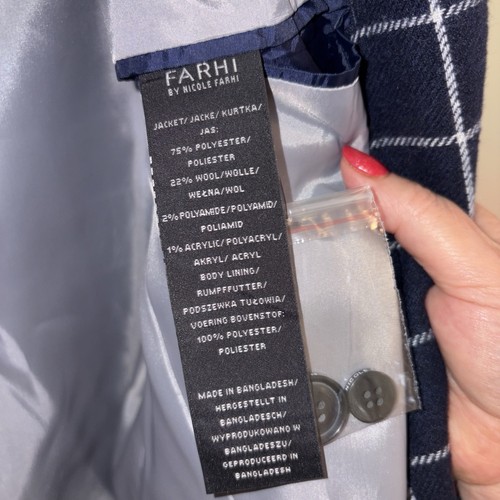 FARHI
BY NICOLE FARHI
JACKET/ JACKE/ KURTKA/
JAS:
75% POLYESTER/
POLIESTER
22% WOOL/WOLLE/
WEŁNA/WOL
2% POLYAMIDE/POLYAMID/
POLIAMID
1% ACRYLIC/ POLYACRYL/
AKRYL/ ACRYL
BODY LINING/
RUMPFFUTTER/
PODSZEWKA TUŁOWIA/
VOERING BOVENSTOF:
100% POLYESTER/
POLIESTER
MADE IN BANGLADESH/
HERGESTELLT IN
BANGLADESCH/
WYPRODUKOWANO W
BANGLADESZU/
GEPRODUCEERD IN
BANGLADESH